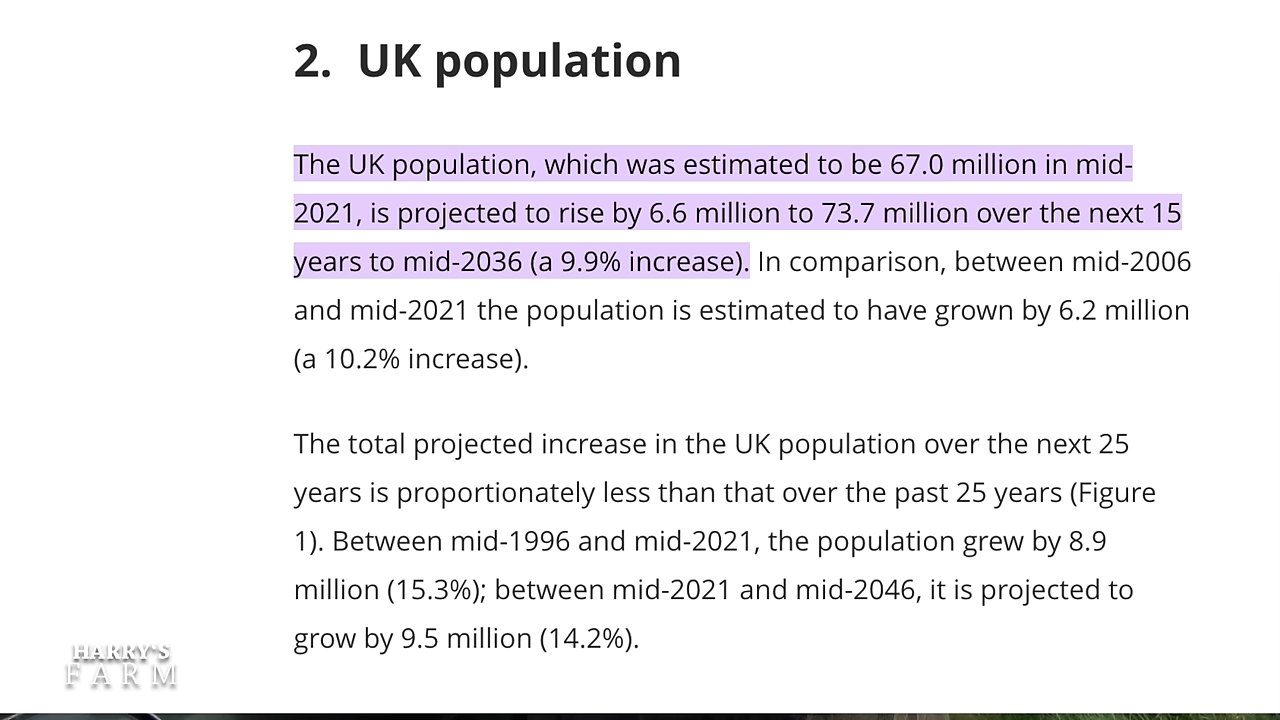 2. UK population
The UK population, which was estimated to be 67.0 million in mid-
2021, is projected to rise by 6.6 million to 73.7 million over the next 15
years to mid-2036 (a 9.9% increase). In comparison, between mid-2006
and mid-2021 the population is estimated to have grown by 6.2 million
(a 10.2% increase).
The total projected increase in the UK population over the next 25
years is proportionately less than that over the past 25 years (Figure
1). Between mid-1996 and mid-2021, the population grew by 8.9
million (15.3%); between mid-2021 and mid-2046, it is projected to
grow by 9.5 million (14.2%).
HARRY'S
FARM